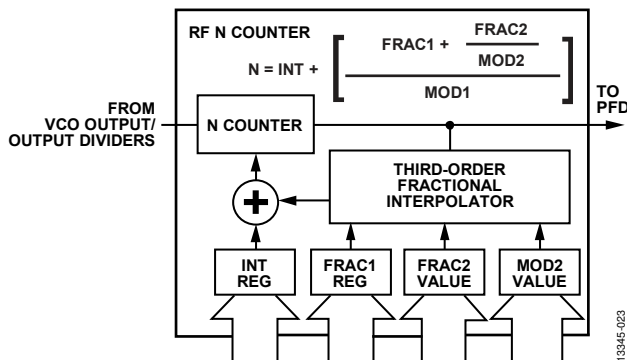 RF N COUNTER
N = INT +
FRAC1 +
FRAC2
MOD2
MOD1
FROM
VCO OUTPUT/
OUTPUT DIVIDERS
N COUNTER
TO
PFD
THIRD-ORDER
FRACTIONAL
INTERPOLATOR
+
INT
REG
FRAC1
REG
FRAC2
VALUE
MOD2
VALUE
13345-023